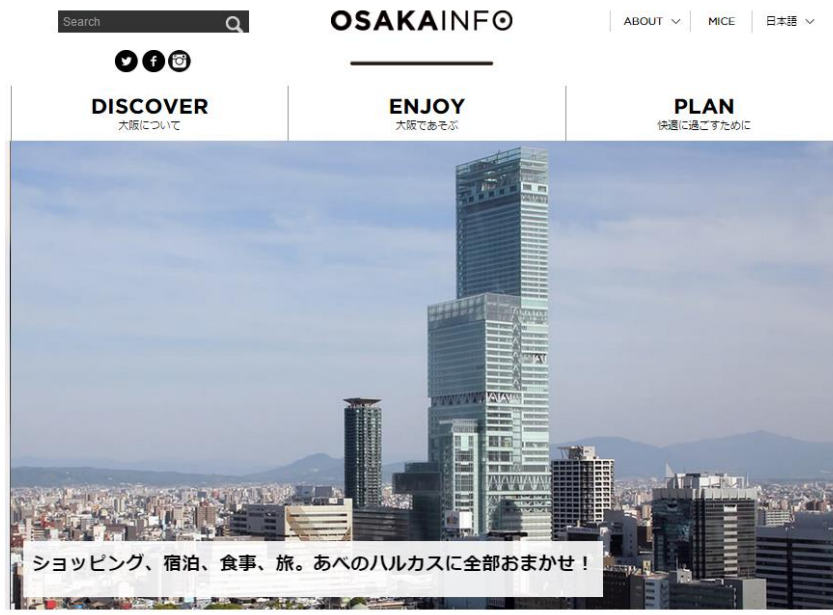 Search
OSAKAINFO
ABOUT
MICE
日本語
DISCOVER
大阪について
ENJOY
大阪であそぶ
PLAN
快適に過ごすために
ショッピング、宿泊、食事、旅。あべのハルカスに全部おまかせ！